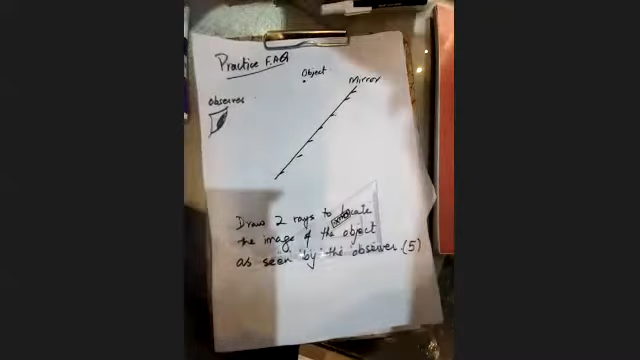 Practice F.A.Q
Object
Mirror
Observer
Draw 2 rays to locate
the image of the object
as seen by the observer. (5)